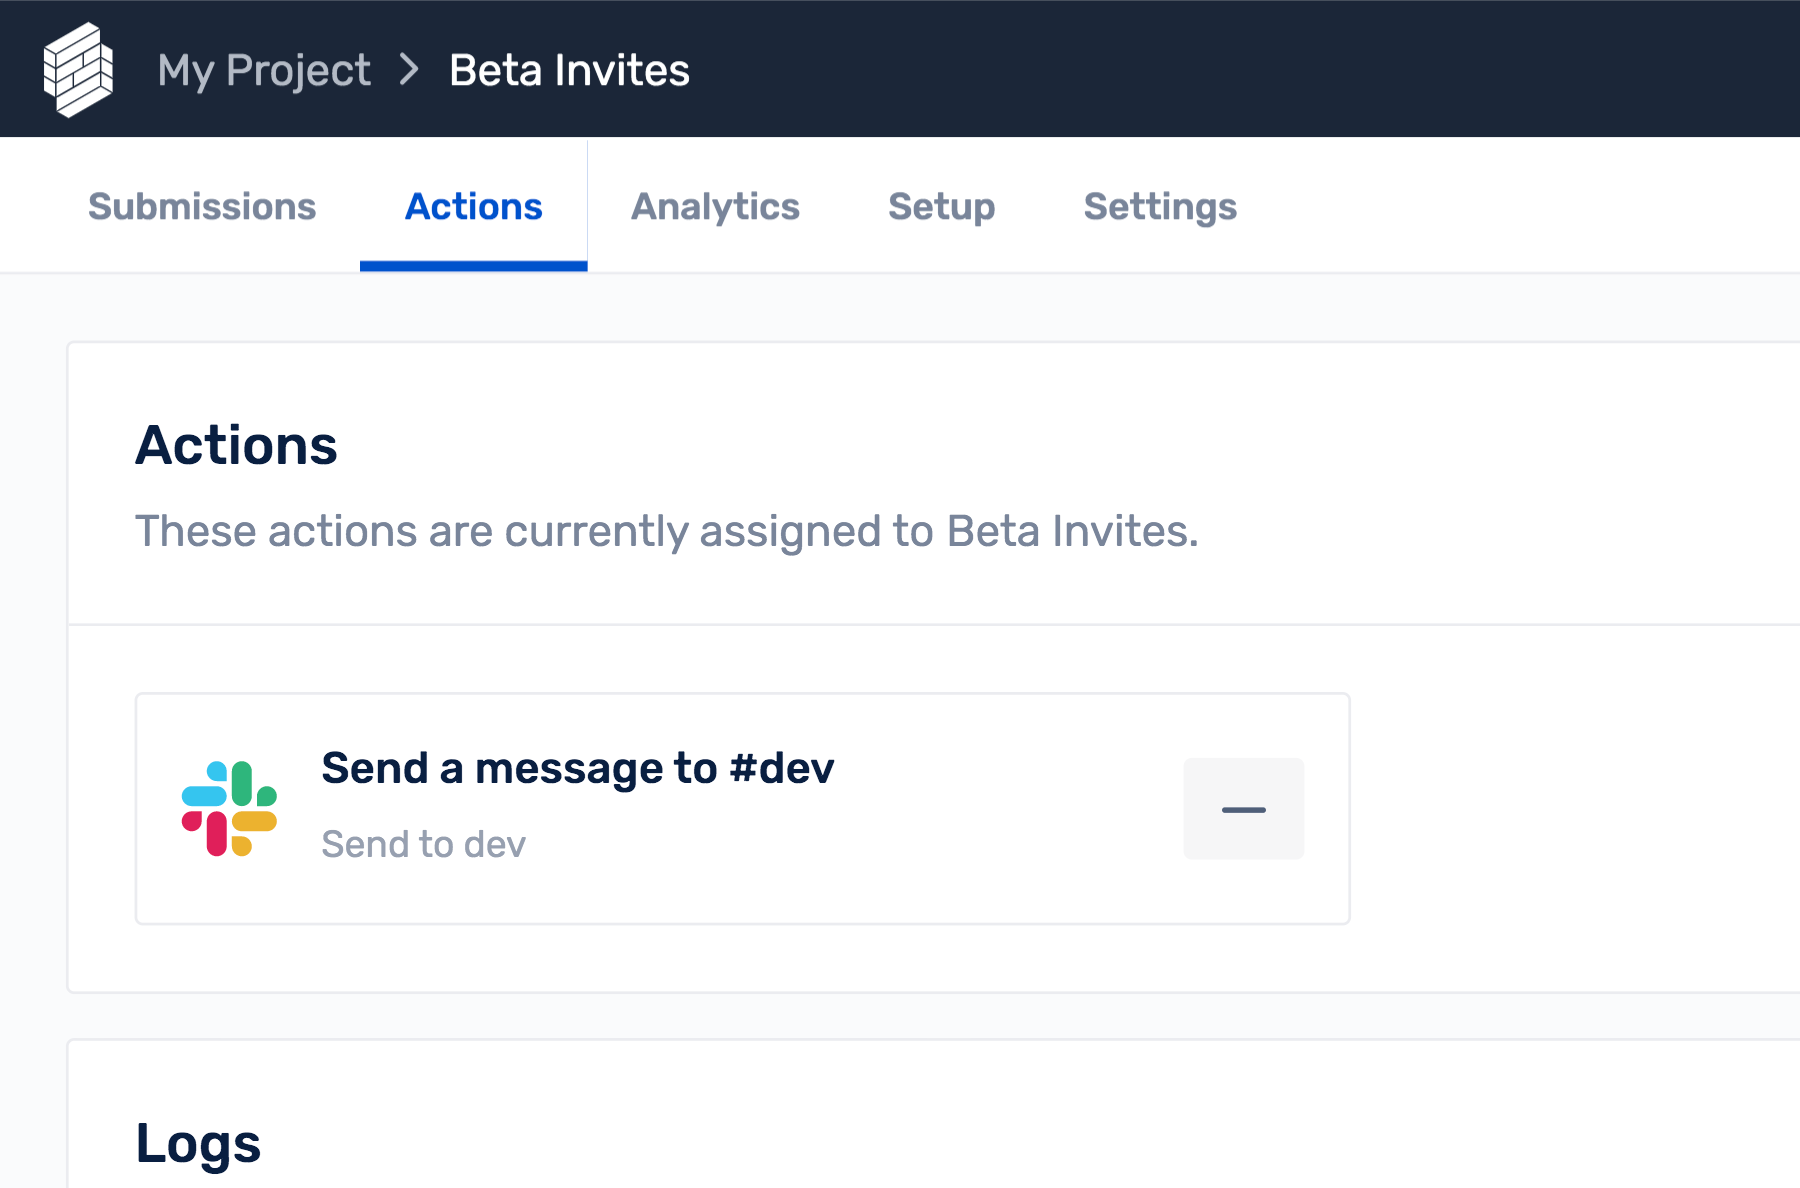 My Project > Beta Invites
Submissions Actions Analytics Setup Settings
Actions
These actions are currently assigned to Beta Invites.
Send a message to #dev
Send to dev
Logs